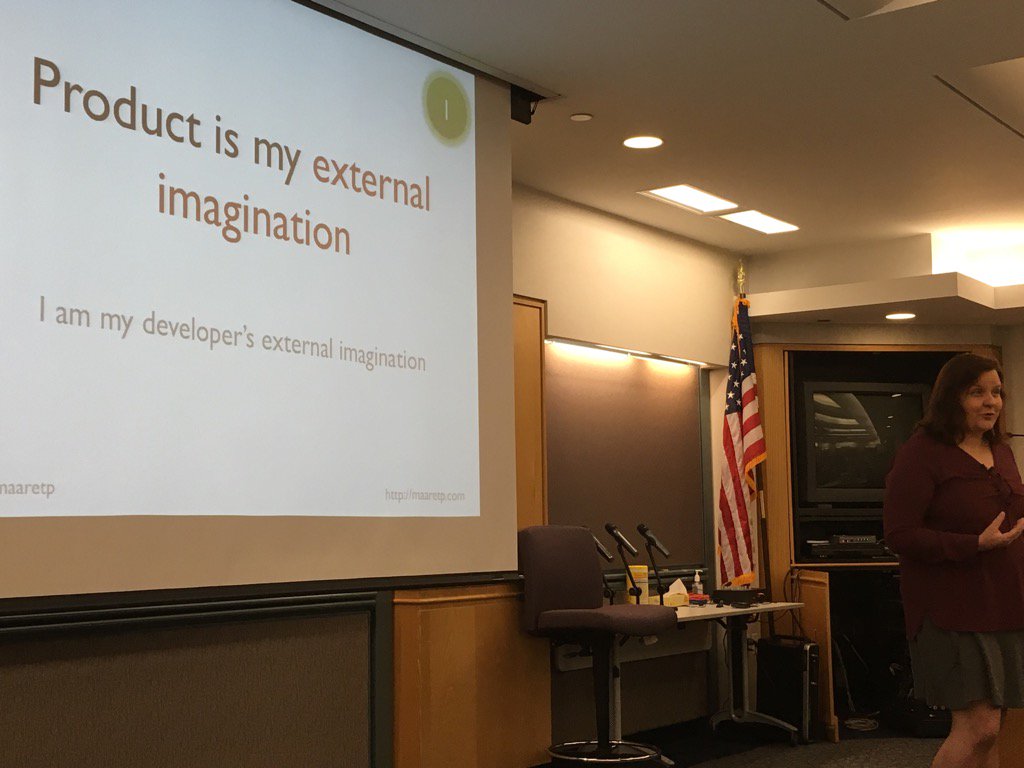 1
Product is my external
imagination
I am my developer's external imagination
maaretp
http://maaretp.com